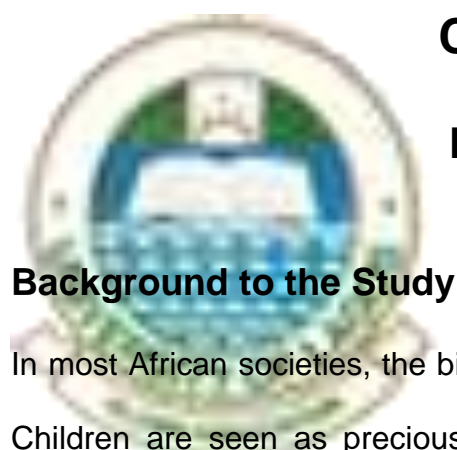 Background to the Study
In most African societies, the bi
Children are seen as precious